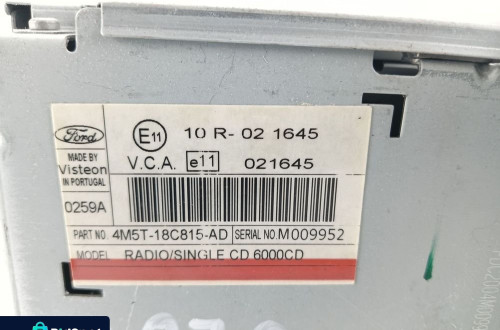 Ford
E11 10 R- 02 1645
MADE BY
Visteon
IN PORTUGAL
V.C.A. e11 021645
0259A
PART NO. 4M5T-18C815-AD SERIAL NO. M009952
MODEL RADIO/SINGLE CD 6000CD